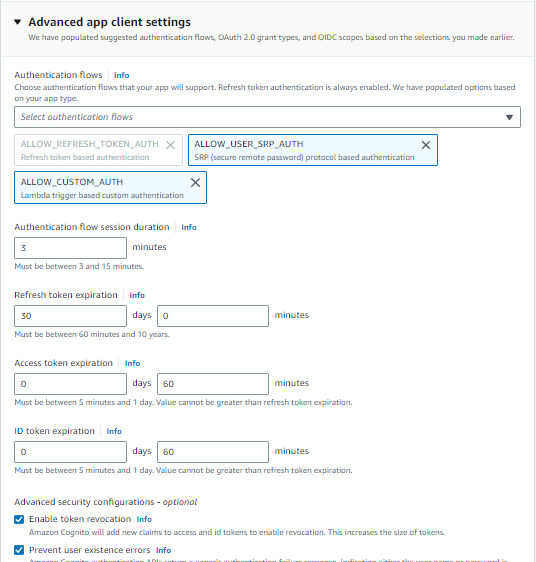 Advanced app client settings
We have populated suggested authentication flows, OAuth 2.0 grant types, and OIDC scopes based on the selections you made earlier.
Authentication flows Info
Choose authentication flows that your app will support. Refresh token authentication is always enabled. We have populated options based
on your app type.
Select authentication flows
ALLOW_REFRESH_TOKEN_AUTH
Refresh token based authentication
ALLOW_USER_SRP_AUTH
SRP (secure remote password) protocol based authentication
ALLOW_CUSTOM_AUTH
Lambda trigger based custom authentication
Authentication flow session duration Info
3 minutes
Must be between 3 and 15 minutes.
Refresh token expiration Info
30 days 0 minutes
Must be between 60 minutes and 10 years.
Access token expiration Info
0 days 60 minutes
Must be between 5 minutes and 1 day. Value cannot be greater than refresh token expiration.
ID token expiration Info
0 days 60 minutes
Must be between 5 minutes and 1 day. Value cannot be greater than refresh token expiration.
Advanced security configurations - optional
Enable token revocation Info
Amazon Cognito will add new claims to access and id tokens to enable revocation. This increases the size of tokens.
Prevent user existence errors Info